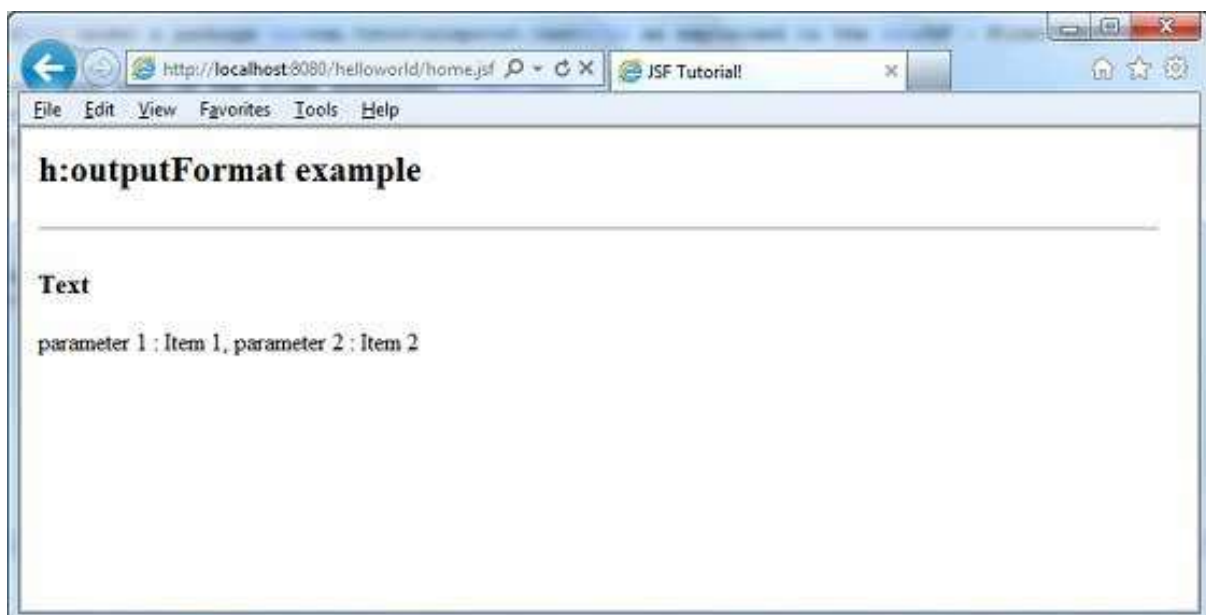 http://localhost:8080/helloworld/home.jsf
JSF Tutorial!
File Edit View Favorites Tools Help
h:outputFormat example
Text
parameter 1 : Item 1, parameter 2 : Item 2